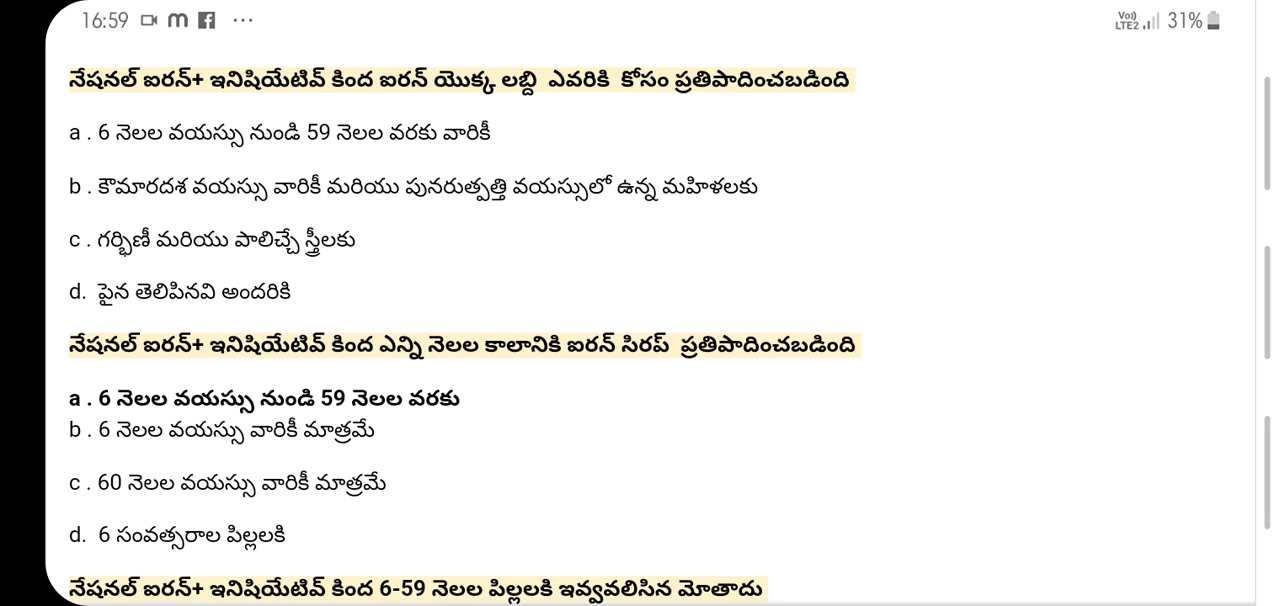 16:59 m f ... Vo)) LTE2 31%
నేషనల్ ఐరన్+ ఇనిషియేటివ్ కింద ఐరన్ యొక్క లబ్ది ఎవరికి కోసం ప్రతిపాదించబడింది
a . 6 నెలల వయస్సు నుండి 59 నెలల వరకు వారికీ
b . కౌమారదశ వయస్సు వారికీ మరియు పునరుత్పత్తి వయస్సులో ఉన్న మహిళలకు
c . గర్భిణీ మరియు పాలిచ్చే స్త్రీలకు
d. పైన తెలిపినవి అందరికి
నేషనల్ ఐరన్+ ఇనిషియేటివ్ కింద ఎన్ని నెలల కాలానికి ఐరన్ సిరప్ ప్రతిపాదించబడింది
a . 6 నెలల వయస్సు నుండి 59 నెలల వరకు
b . 6 నెలల వయస్సు వారికీ మాత్రమే
c . 60 నెలల వయస్సు వారికీ మాత్రమే
d. 6 సంవత్సరాల పిల్లలకి
నేషనల్ ఐరన్+ ఇనిషియేటివ్ కింద 6-59 నెలల పిల్లలకి ఇవ్వవలిసిన మోతాదు